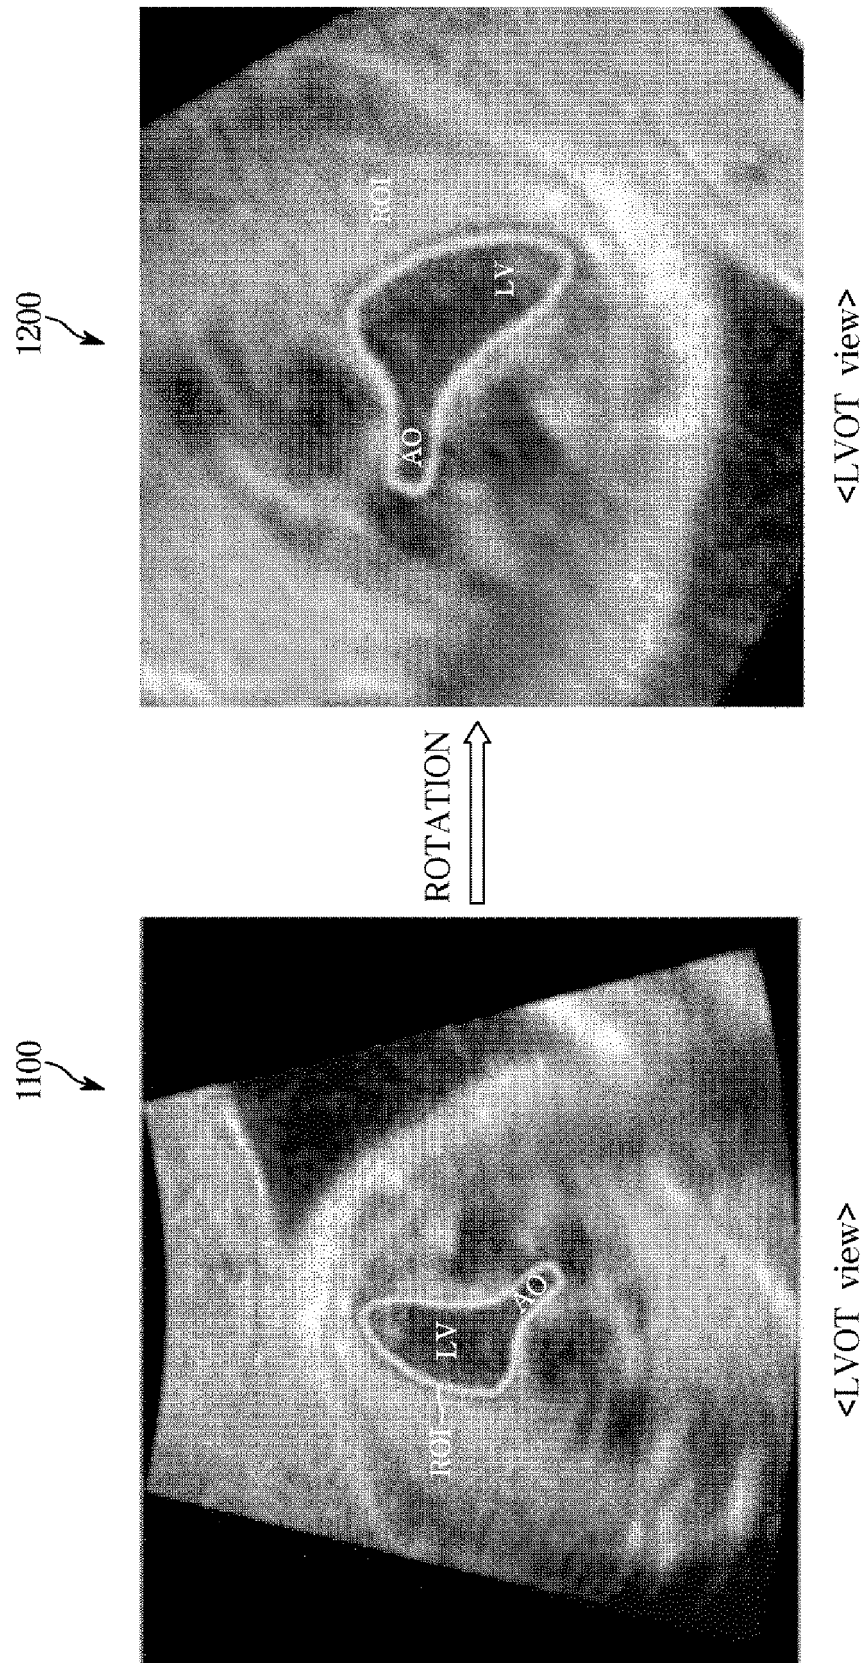 1100
ROI
LV
AO
<LVOT view>
ROTATION
1200
ROI
LV
AO
<LVOT view>